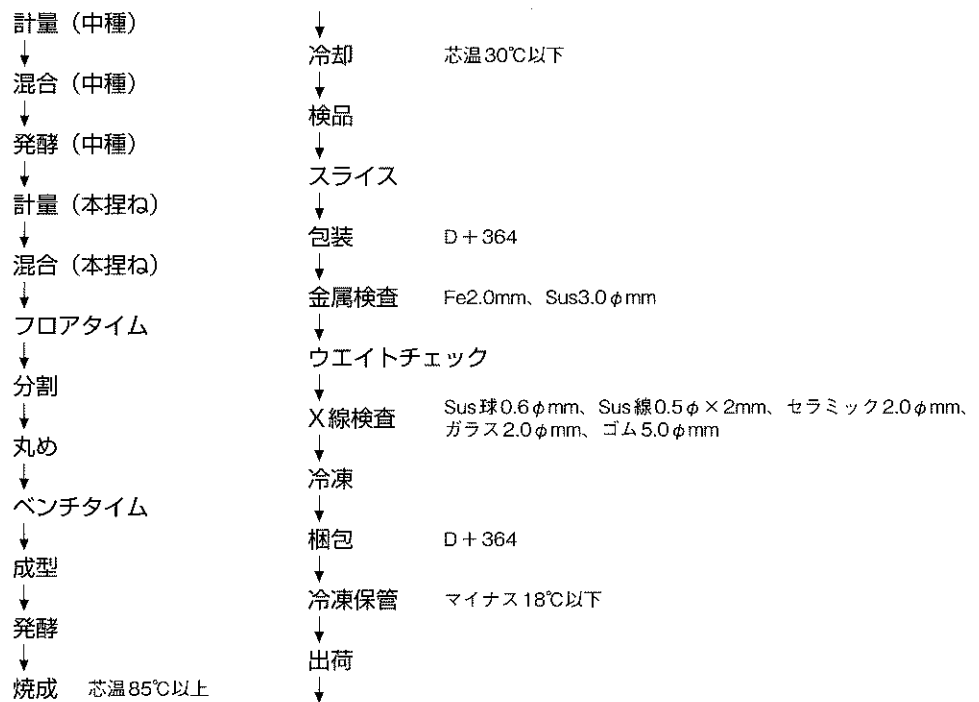 計量（中種）
混合（中種）
発酵（中種）
計量（本捏ね）
混合（本捏ね）
フロアタイム
分割
丸め
ベンチタイム
成型
発酵
焼成 芯温85℃以上
冷却 芯温30℃以下
検品
スライス
包装 D＋364
金属検査 Fe2.0mm、Sus3.0φmm
ウエイトチェック
X線検査 Sus球0.6φmm、Sus線0.5φ×2mm、セラミック2.0φmm、
ガラス2.0φmm、ゴム5.0φmm
冷凍
梱包 D＋364
冷凍保管 マイナス18℃以下
出荷